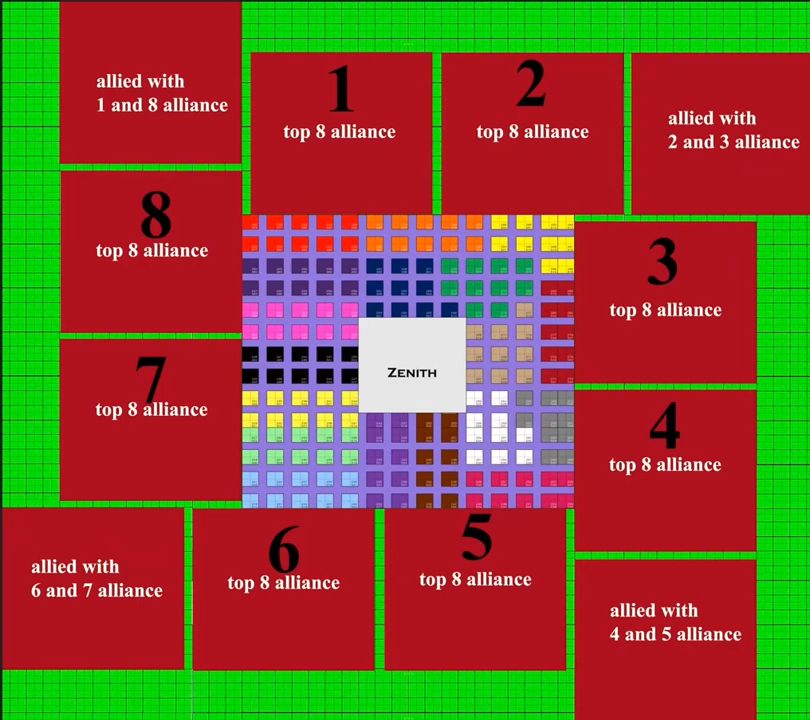 allied with
1 and 8 alliance
1
top 8 alliance
2
top 8 alliance
allied with
2 and 3 alliance
8
top 8 alliance
3
top 8 alliance
ZENITH
7
top 8 alliance
4
top 8 alliance
allied with
6 and 7 alliance
6
top 8 alliance
5
top 8 alliance
allied with
4 and 5 alliance